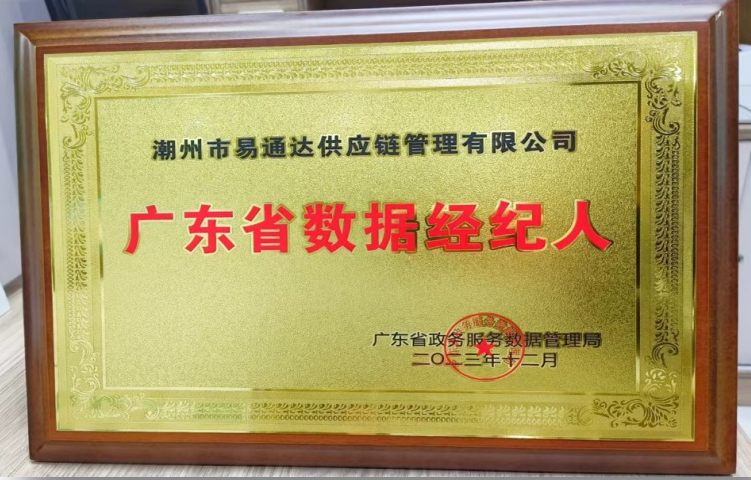 潮州市易通达供应链管理有限公司
广东省数据经纪人
广东省政务服务数据管理局
二〇二三年十二月